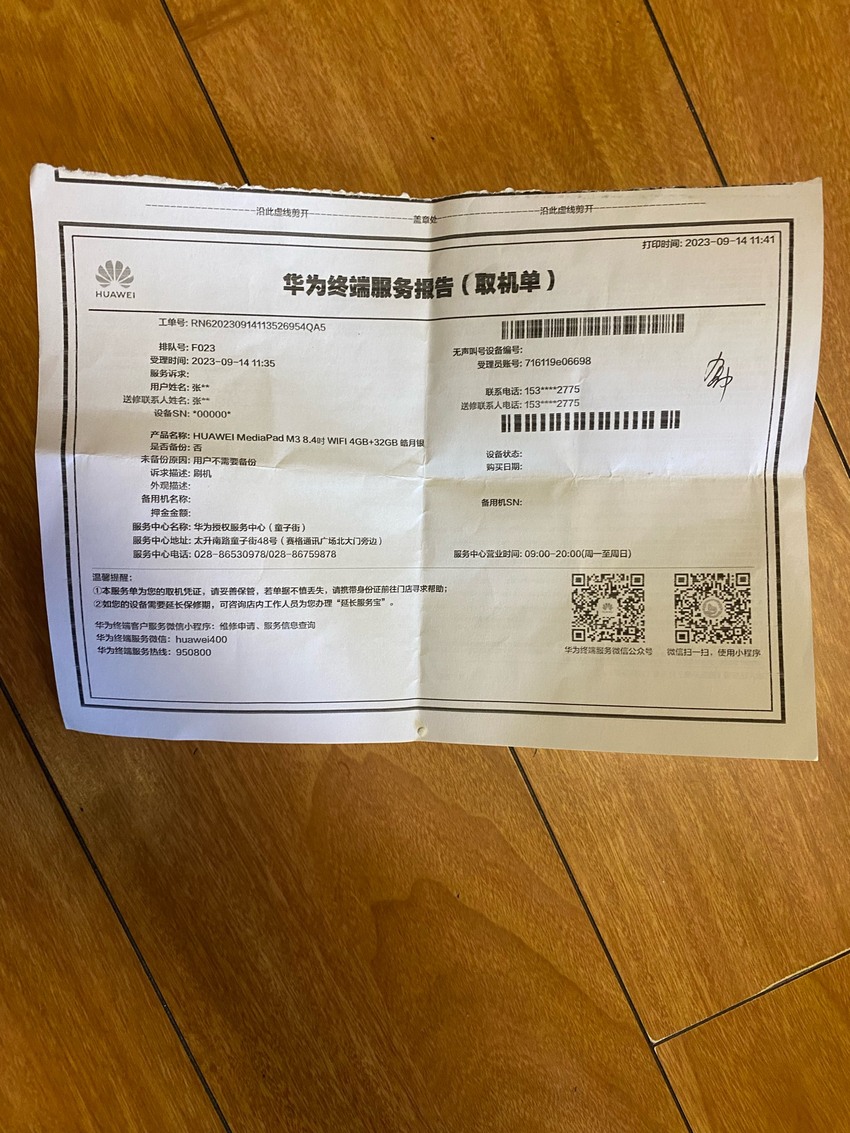 沿此虚线剪开 盖章处 沿此虚线剪开
打印时间: 2023-09-14 11:41
HUAWEI
华为终端服务报告（取机单）
工单号: RN620230914113526954QA5
排队号: F023
无声叫号设备编号:
受理时间: 2023-09-14 11:35
受理员账号: 716119e06698
服务诉求:
用户姓名: 张**
联系电话: 153****2775
送修联系人姓名: 张**
送修联系人电话: 153****2775
设备SN: *00000*
产品名称: HUAWEI MediaPad M3 8.4吋 WIFI 4GB+32GB 皓月银
是否备份: 否
设备状态:
未备份原因: 用户不需要备份
购买日期:
诉求描述: 刷机
外观描述:
备用机名称:
备用机SN:
押金金额:
服务中心名称: 华为授权服务中心（童子街）
服务中心地址: 太升南路童子街48号（赛格通讯广场北大门旁边）
服务中心电话: 028-86530978/028-86759878
服务中心营业时间: 09:00-20:00(周一至周日)
温馨提醒:
①本服务单为您的取机凭证，请妥善保管，若单据不慎丢失，请携带身份证前往门店寻求帮助；
②如您的设备需要延长保修期，可咨询店内工作人员为您办理“延长服务宝”。
华为终端客户服务微信小程序: 维修申请、服务信息查询
华为终端服务微信: huawei400
华为终端服务热线: 950800
华为终端服务微信公众号
微信扫一扫，使用小程序